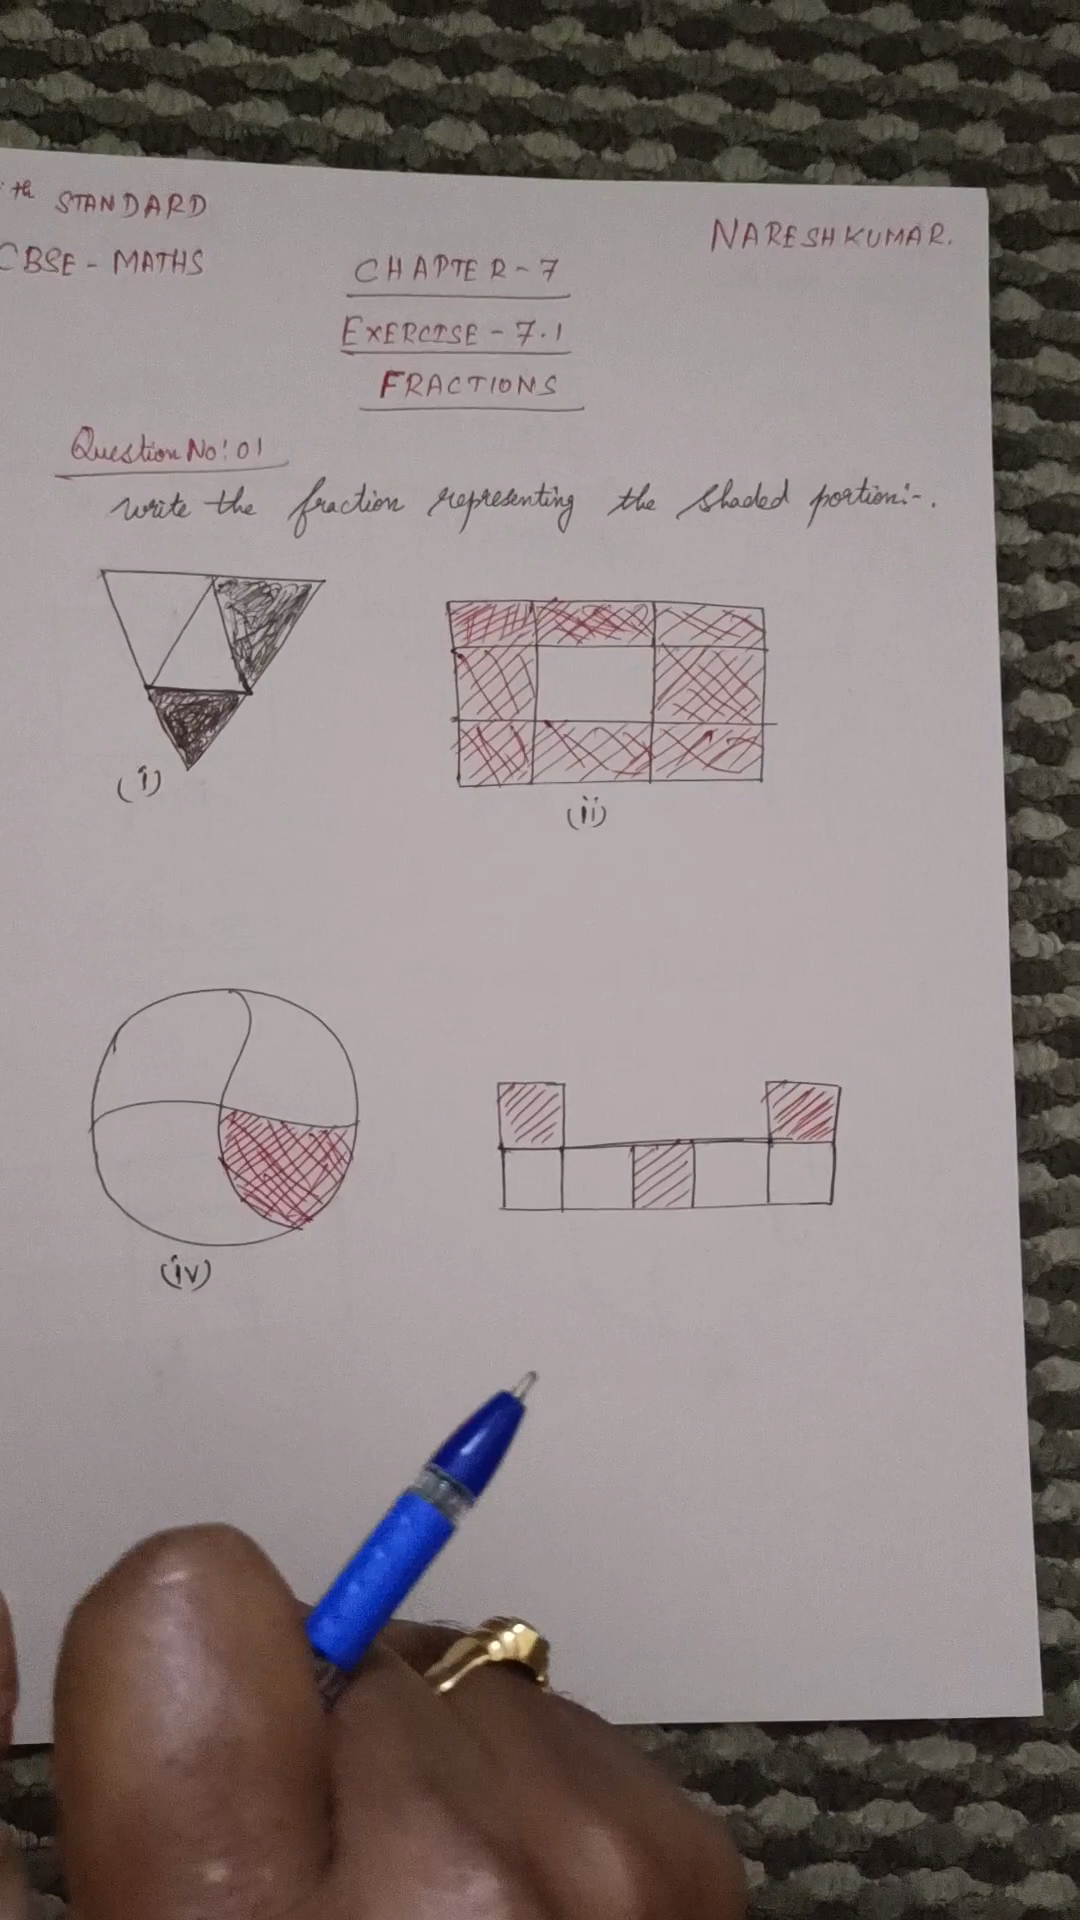 th STANDARD
CBSE - MATHS
NARESH KUMAR.
CHAPTER - 7
EXERCISE - 7.1
FRACTIONS
Question No: 01
write the fraction representing the shaded portion:-.
(i)
(ii)
(iv)